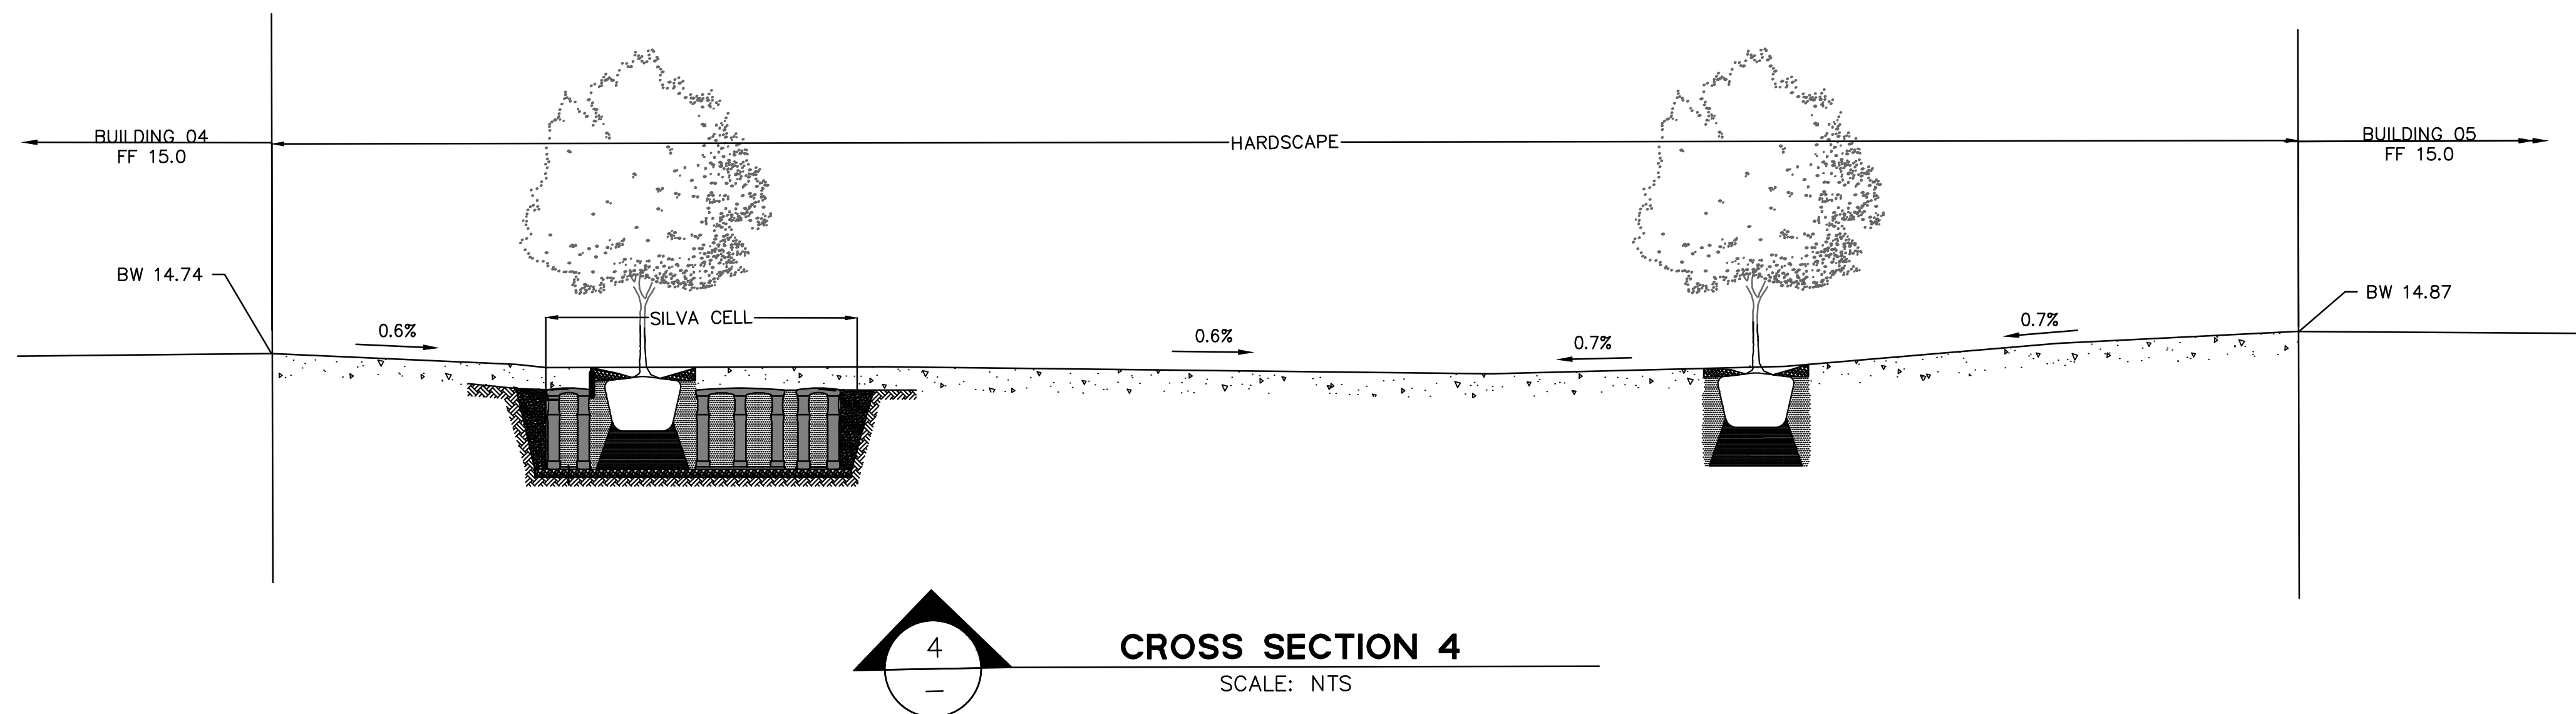 BUILDING 04
FF 15.0
HARDSCAPE
BUILDING 05
FF 15.0
BW 14.74
BW 14.87
SILVA CELL
0.6%
0.6%
0.7%
0.7%
4
–
CROSS SECTION 4
SCALE: NTS